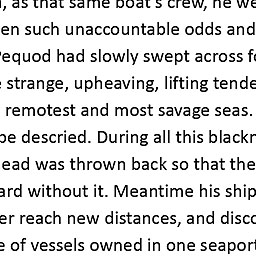 , as that same boat's crew, he we
en such unaccountable odds and
Pequod had slowly swept across f
strange, upheaving, lifting tende
remotest and most savage seas.
be descried. During all this black
ead was thrown back so that the
ard without it. Meantime his ship
er reach new distances, and disco
e of vessels owned in one seaport